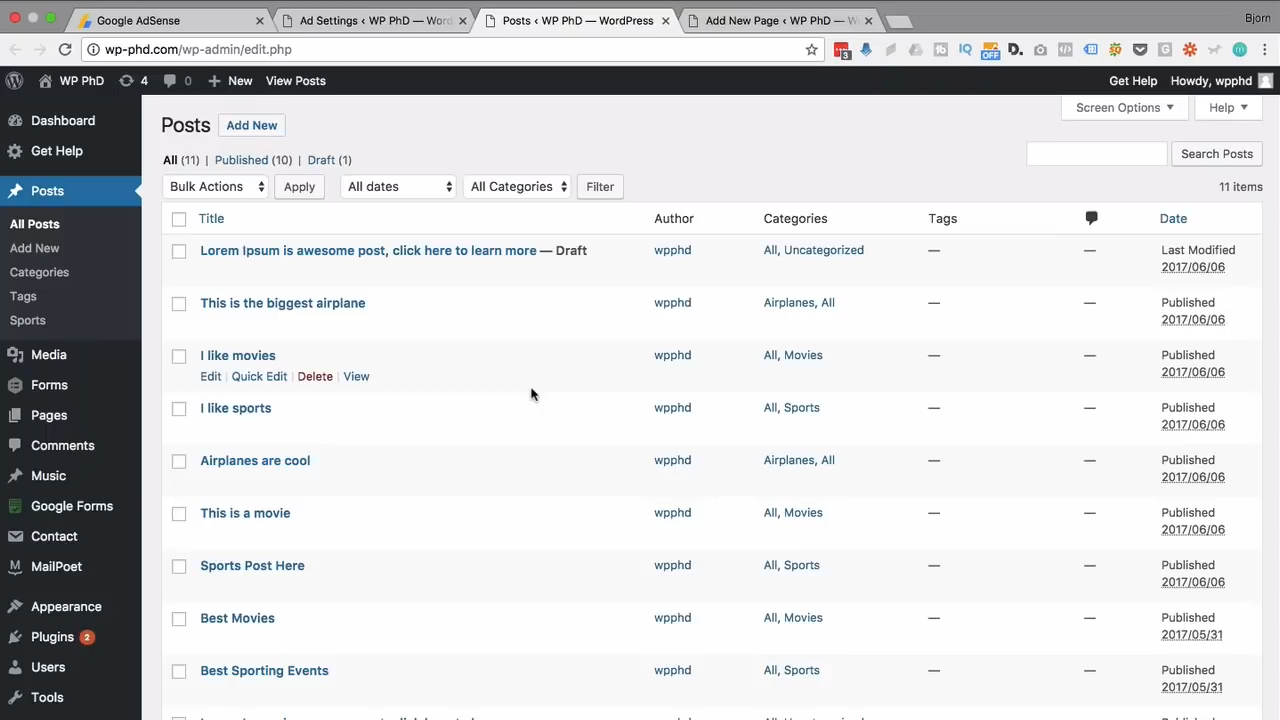 Google AdSense
Ad Settings ‹ WP PhD — Word
Posts ‹ WP PhD — WordPress
Add New Page ‹ WP PhD — W
Bjorn
wp-phd.com/wp-admin/edit.php
3
OFF
WP PhD 4 0 New View Posts
Get Help Howdy, wpphd
Dashboard
Get Help
Posts
All Posts
Add New
Categories
Tags
Sports
Media
Forms
Pages
Comments
Music
Google Forms
Contact
MailPoet
Appearance
Plugins 2
Users
Tools
Screen Options Help
Posts Add New
All (11) | Published (10) | Draft (1)
Search Posts
Bulk Actions Apply All dates All Categories Filter
11 items
Title Author Categories Tags Date
Lorem Ipsum is awesome post, click here to learn more — Draft wpphd All, Uncategorized — — Last Modified
2017/06/06
This is the biggest airplane wpphd Airplanes, All — — Published
2017/06/06
I like movies wpphd All, Movies — — Published
Edit | Quick Edit | Delete | View 2017/06/06
I like sports wpphd All, Sports — — Published
2017/06/06
Airplanes are cool wpphd Airplanes, All — — Published
2017/06/06
This is a movie wpphd All, Movies — — Published
2017/06/06
Sports Post Here wpphd All, Sports — — Published
2017/06/06
Best Movies wpphd All, Movies — — Published
2017/05/31
Best Sporting Events wpphd All, Sports — — Published
2017/05/31